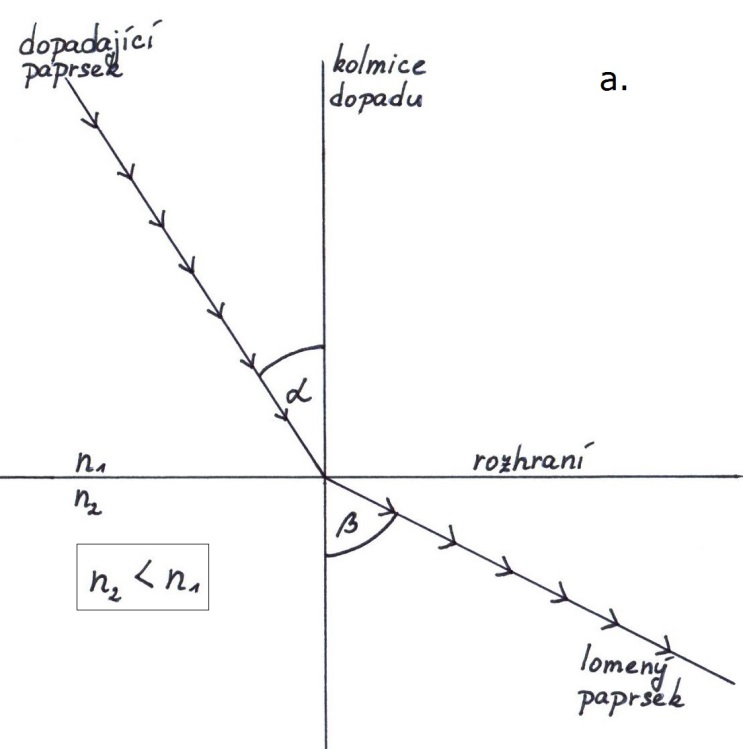 dopadající
paprsek
kolmice
dopadu
a.
α
n₁
rozhraní
n₂
β
n₂ < n₁
lomený
paprsek